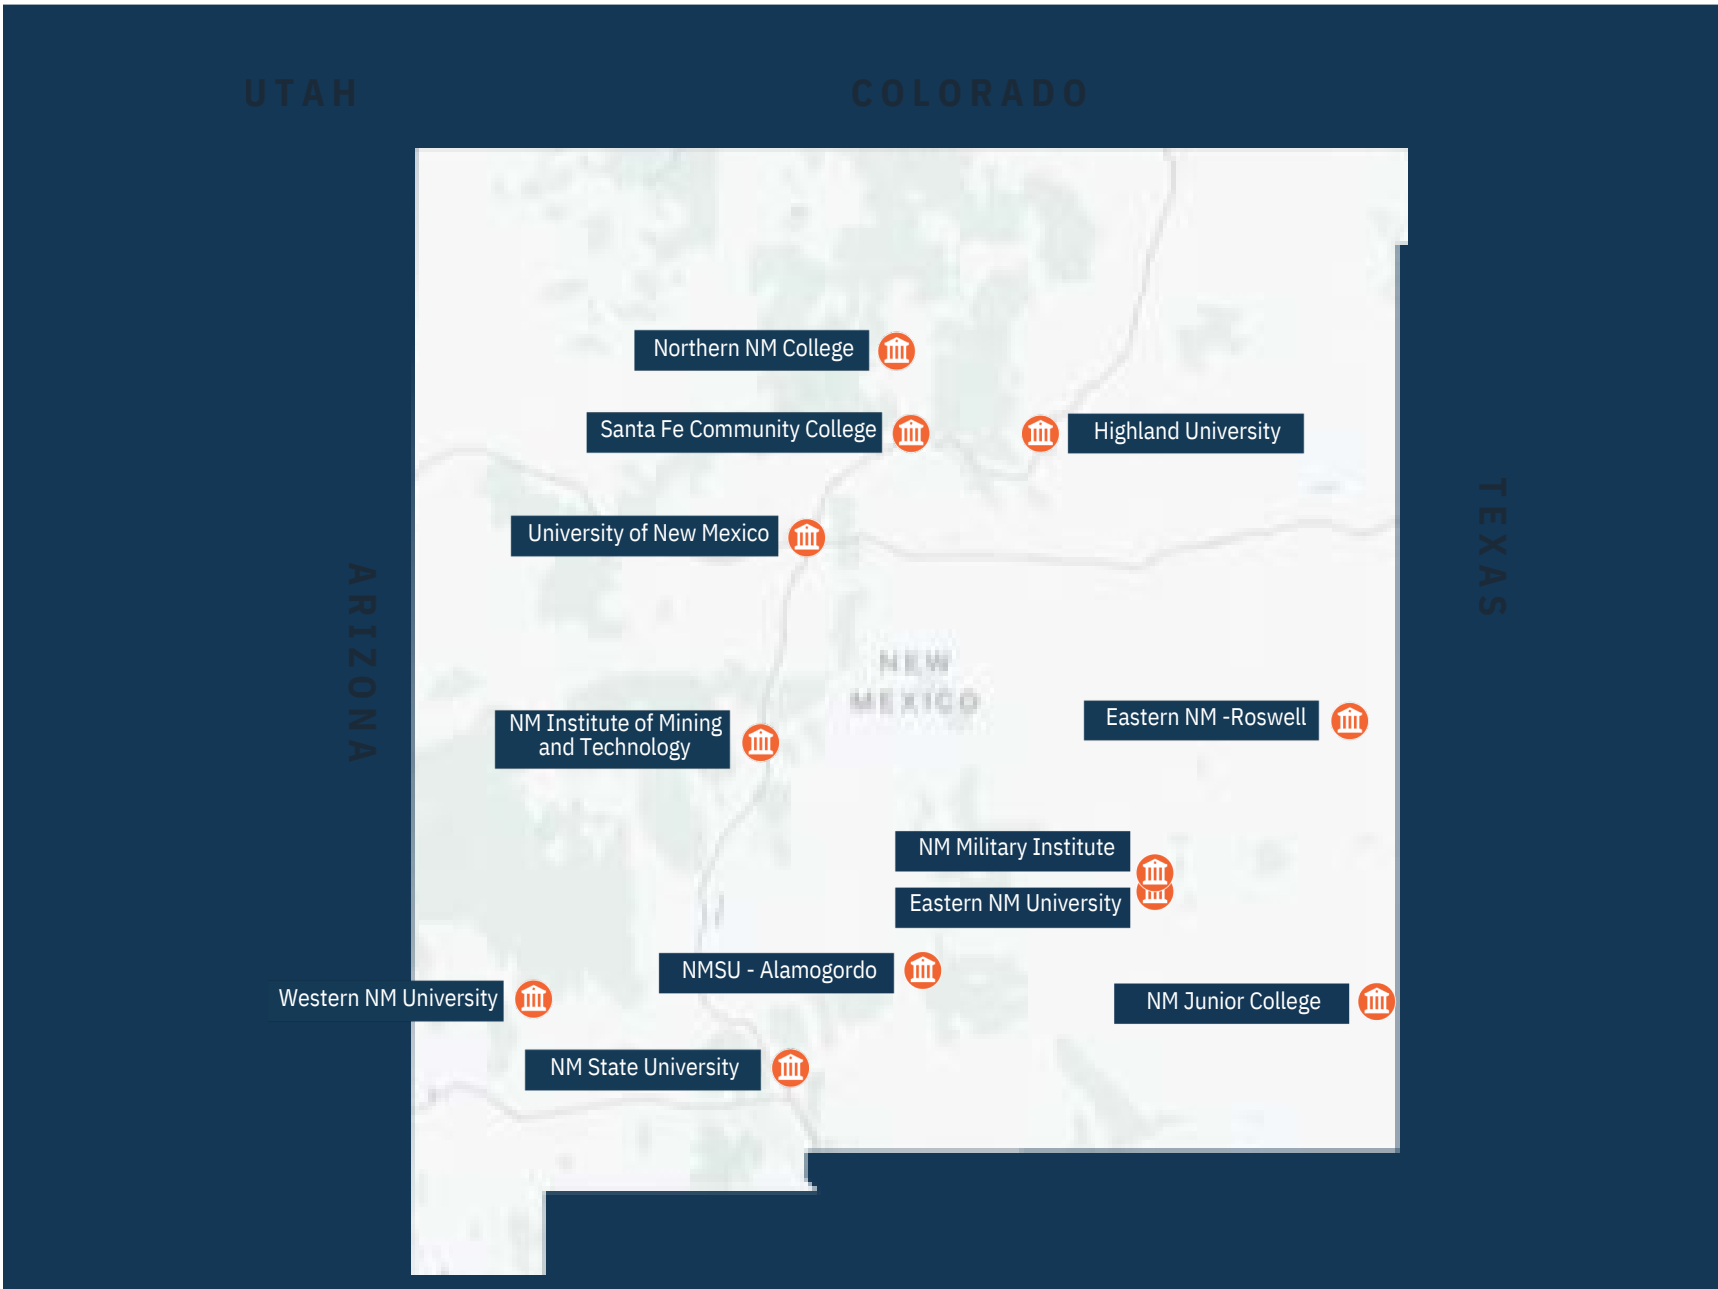 UTAH
COLORADO
Northern NM College
Santa Fe Community College
Highland University
University of New Mexico
TEXAS
ARIZONA
NEW
MEXICO
NM Institute of Mining
and Technology
Eastern NM -Roswell
NM Military Institute
Eastern NM University
NMSU - Alamogordo
Western NM University
NM Junior College
NM State University